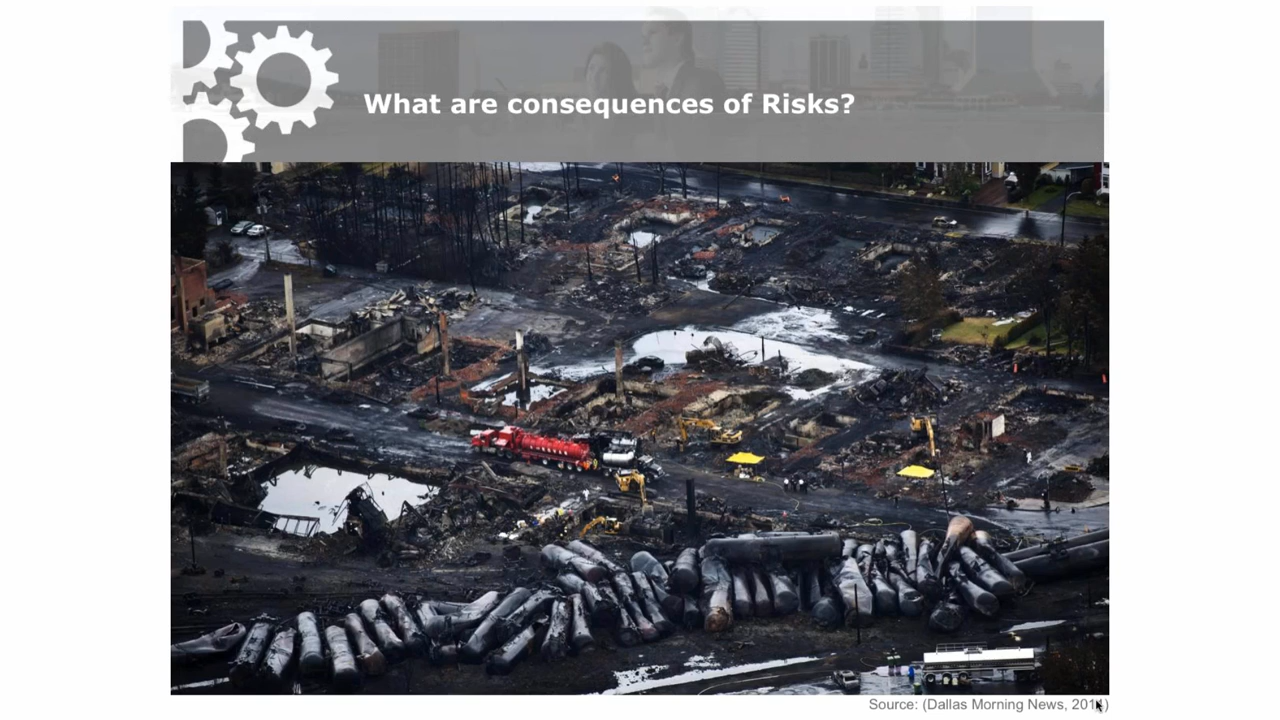 What are consequences of Risks?
Source: (Dallas Morning News,